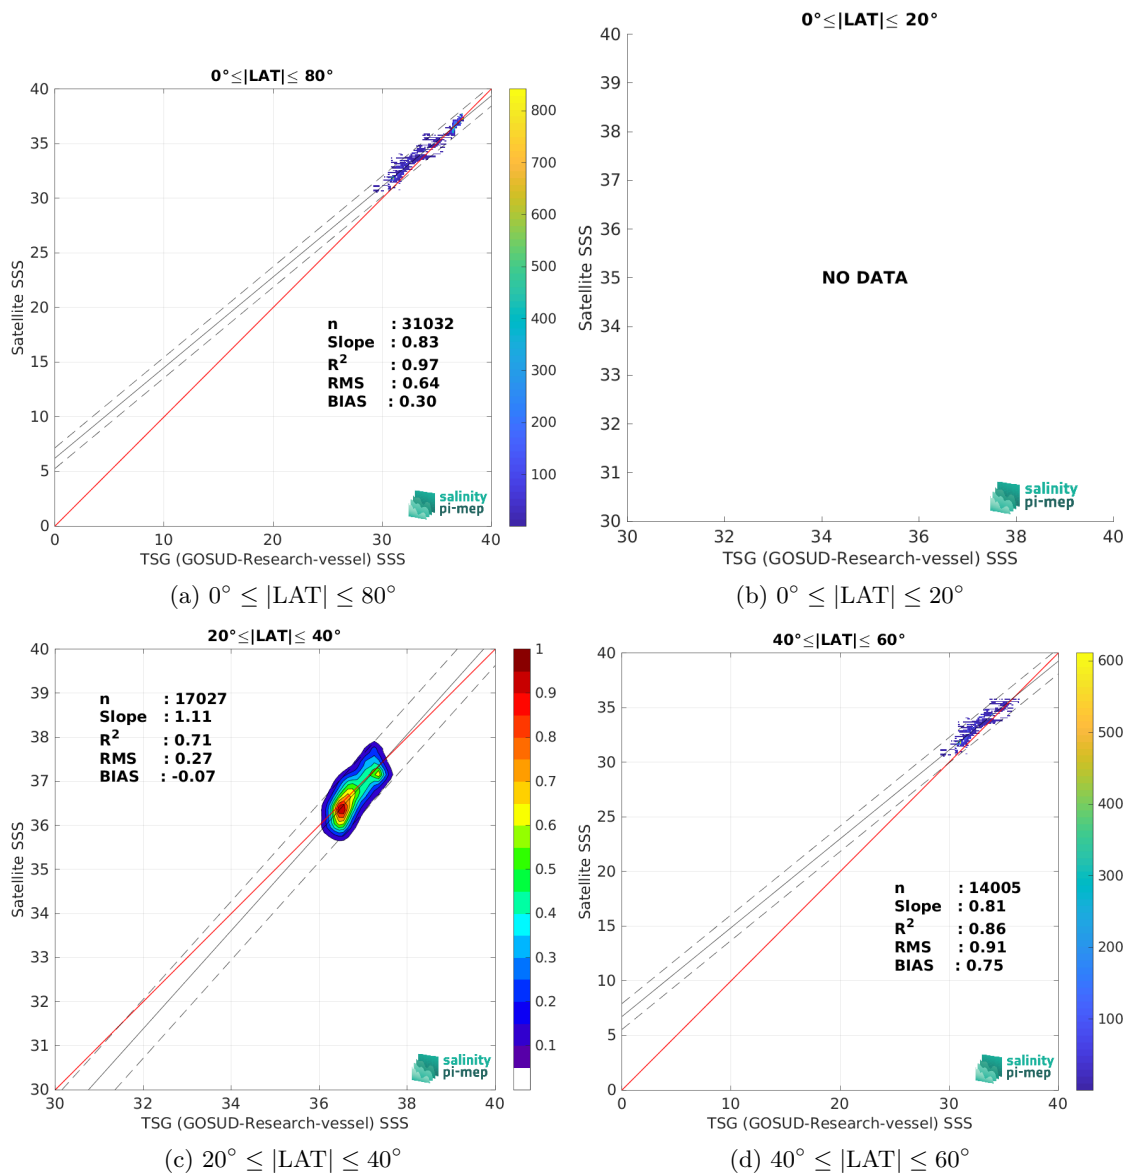 0°≤|LAT|≤ 80°
40
35
30
25
20
15
10
5
0
Satellite SSS
n : 31032
Slope : 0.83
R² : 0.97
RMS : 0.64
BIAS : 0.30
salinity
pi-mep
0 10 20 30 40
TSG (GOSUD-Research-vessel) SSS
800
700
600
500
400
300
200
100
(a) 0° ≤ |LAT| ≤ 80°
0°≤|LAT|≤ 20°
40
39
38
37
36
35
34
33
32
31
30
Satellite SSS
NO DATA
salinity
pi-mep
30 32 34 36 38 40
TSG (GOSUD-Research-vessel) SSS
(b) 0° ≤ |LAT| ≤ 20°
20°≤|LAT|≤ 40°
40
39
38
37
36
35
34
33
32
31
30
Satellite SSS
n : 17027
Slope : 1.11
R² : 0.71
RMS : 0.27
BIAS : -0.07
salinity
pi-mep
30 32 34 36 38 40
TSG (GOSUD-Research-vessel) SSS
1
0.9
0.8
0.7
0.6
0.5
0.4
0.3
0.2
0.1
0
(c) 20° ≤ |LAT| ≤ 40°
40°≤|LAT|≤ 60°
40
35
30
25
20
15
10
5
0
Satellite SSS
n : 14005
Slope : 0.81
R² : 0.86
RMS : 0.91
BIAS : 0.75
salinity
pi-mep
0 10 20 30 40
TSG (GOSUD-Research-vessel) SSS
600
500
400
300
200
100
(d) 40° ≤ |LAT| ≤ 60°